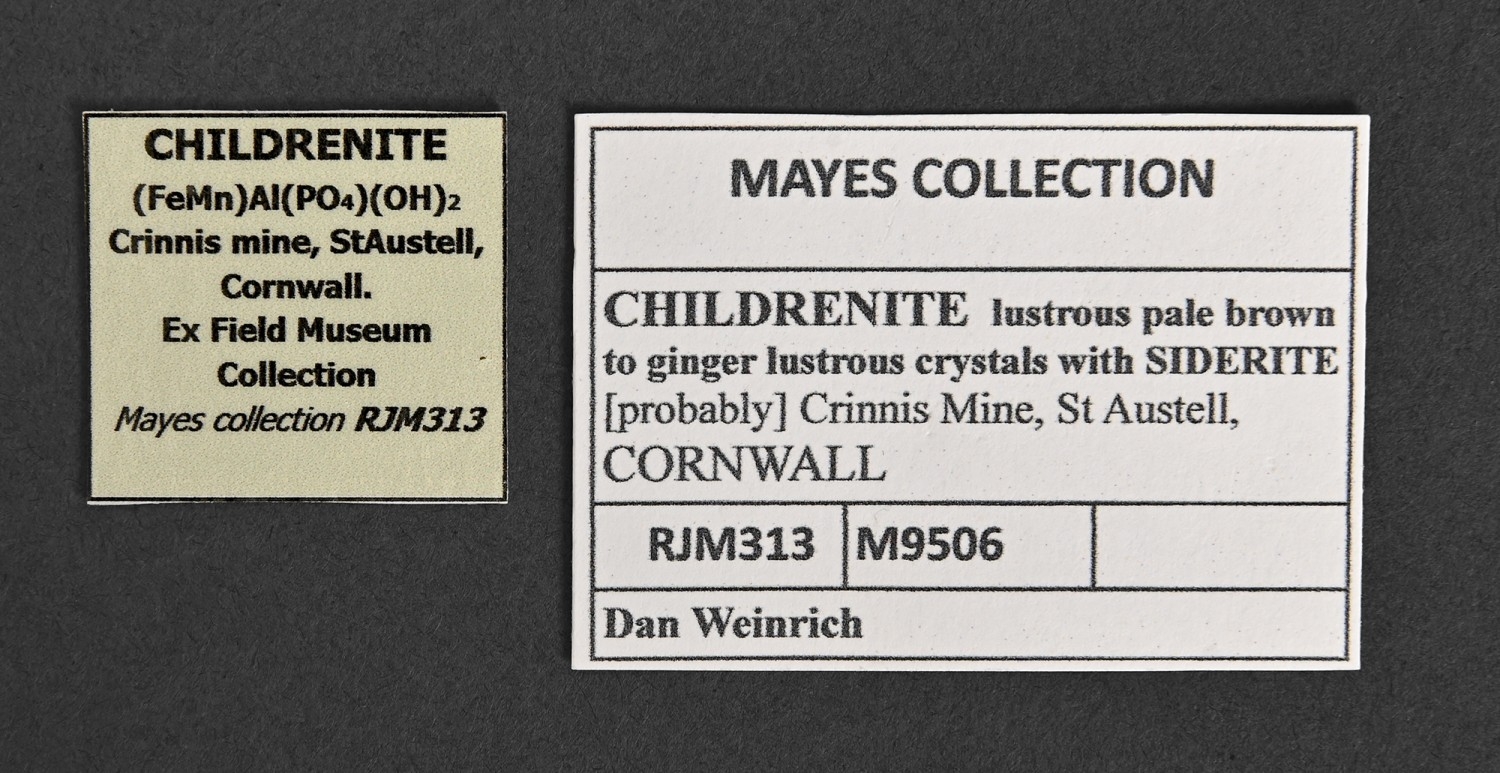 CHILDRENITE
(FeMn)Al(PO₄)(OH)₂
Crinnis mine, StAustell,
Cornwall.
Ex Field Museum
Collection
Mayes collection RJM313
MAYES COLLECTION
CHILDRENITE lustrous pale brown
to ginger lustrous crystals with SIDERITE
[probably] Crinnis Mine, St Austell,
CORNWALL
RJM313 M9506
Dan Weinrich